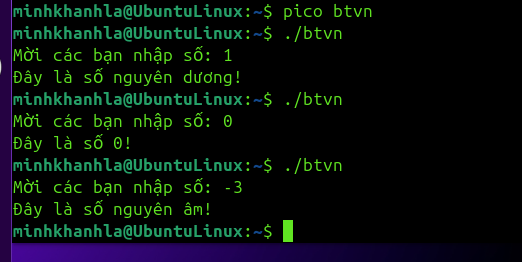 minhkhanhla@UbuntuLinux:~$ pico btvn
minhkhanhla@UbuntuLinux:~$ ./btvn
Mời các bạn nhập số: 1
Đây là số nguyên dương!
minhkhanhla@UbuntuLinux:~$ ./btvn
Mời các bạn nhập số: 0
Đây là số 0!
minhkhanhla@UbuntuLinux:~$ ./btvn
Mời các bạn nhập số: -3
Đây là số nguyên âm!
minhkhanhla@UbuntuLinux:~$